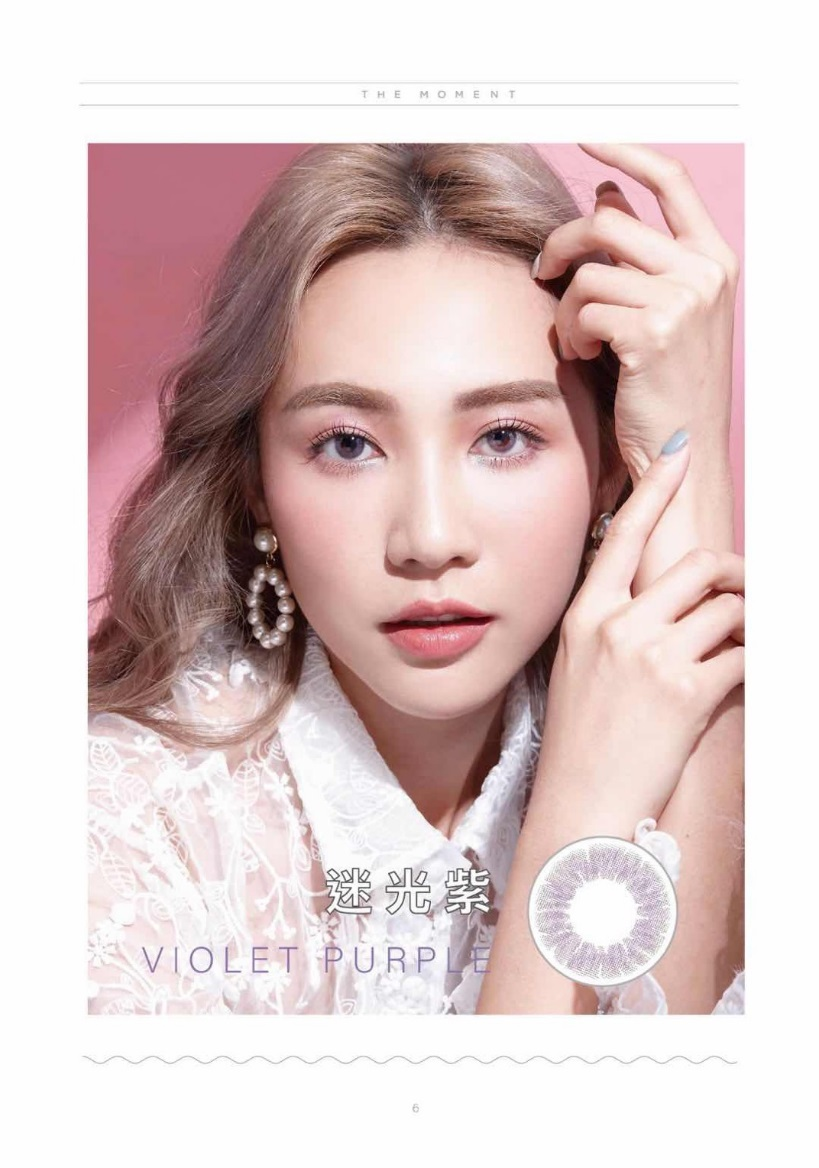 THE MOMENT
迷光紫
VIOLET PURPLE
6